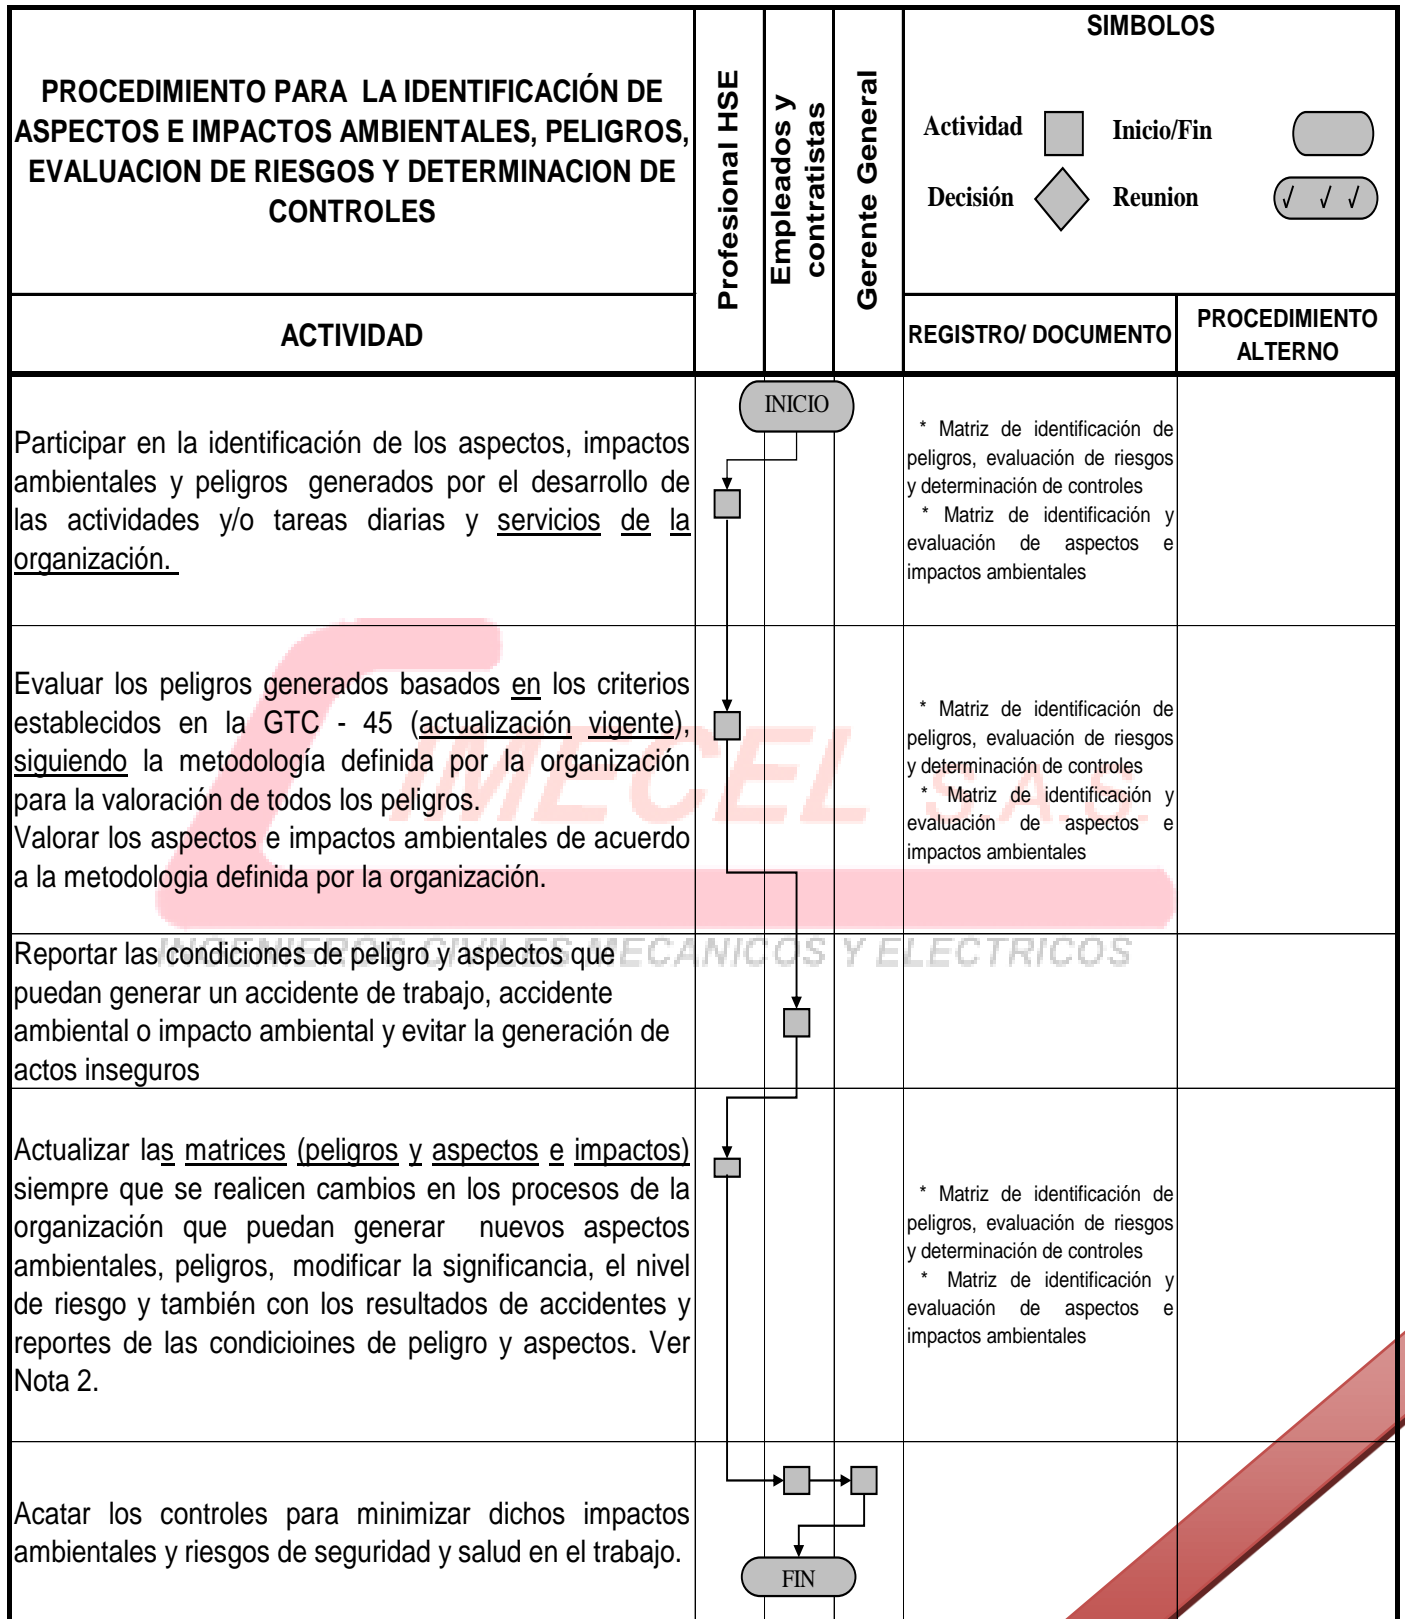 PROCEDIMIENTO PARA LA IDENTIFICACIÓN DE
ASPECTOS E IMPACTOS AMBIENTALES, PELIGROS,
EVALUACION DE RIESGOS Y DETERMINACION DE
CONTROLES
Profesional HSE
Empleados y
contratistas
Gerente General
SIMBOLOS
Actividad
Inicio/Fin
Decisión
Reunion
√ √ √
ACTIVIDAD
REGISTRO/ DOCUMENTO
PROCEDIMIENTO
ALTERNO
INICIO
Participar en la identificación de los aspectos, impactos
ambientales y peligros generados por el desarrollo de
las actividades y/o tareas diarias y servicios de la
organización.
* Matriz de identificación de
peligros, evaluación de riesgos
y determinación de controles
* Matriz de identificación y
evaluación de aspectos e
impactos ambientales
Evaluar los peligros generados basados en los criterios
establecidos en la GTC - 45 (actualización vigente),
siguiendo la metodología definida por la organización
para la valoración de todos los peligros.
Valorar los aspectos e impactos ambientales de acuerdo
a la metodologia definida por la organización.
* Matriz de identificación de
peligros, evaluación de riesgos
y determinación de controles
* Matriz de identificación y
evaluación de aspectos e
impactos ambientales
IMECEL S.A.S.
INGENIEROS CIVILES MECANICOS Y ELECTRICOS
Reportar las condiciones de peligro y aspectos que
puedan generar un accidente de trabajo, accidente
ambiental o impacto ambiental y evitar la generación de
actos inseguros
Actualizar las matrices (peligros y aspectos e impactos)
siempre que se realicen cambios en los procesos de la
organización que puedan generar nuevos aspectos
ambientales, peligros, modificar la significancia, el nivel
de riesgo y también con los resultados de accidentes y
reportes de las condicioines de peligro y aspectos. Ver
Nota 2.
* Matriz de identificación de
peligros, evaluación de riesgos
y determinación de controles
* Matriz de identificación y
evaluación de aspectos e
impactos ambientales
Acatar los controles para minimizar dichos impactos
ambientales y riesgos de seguridad y salud en el trabajo.
FIN